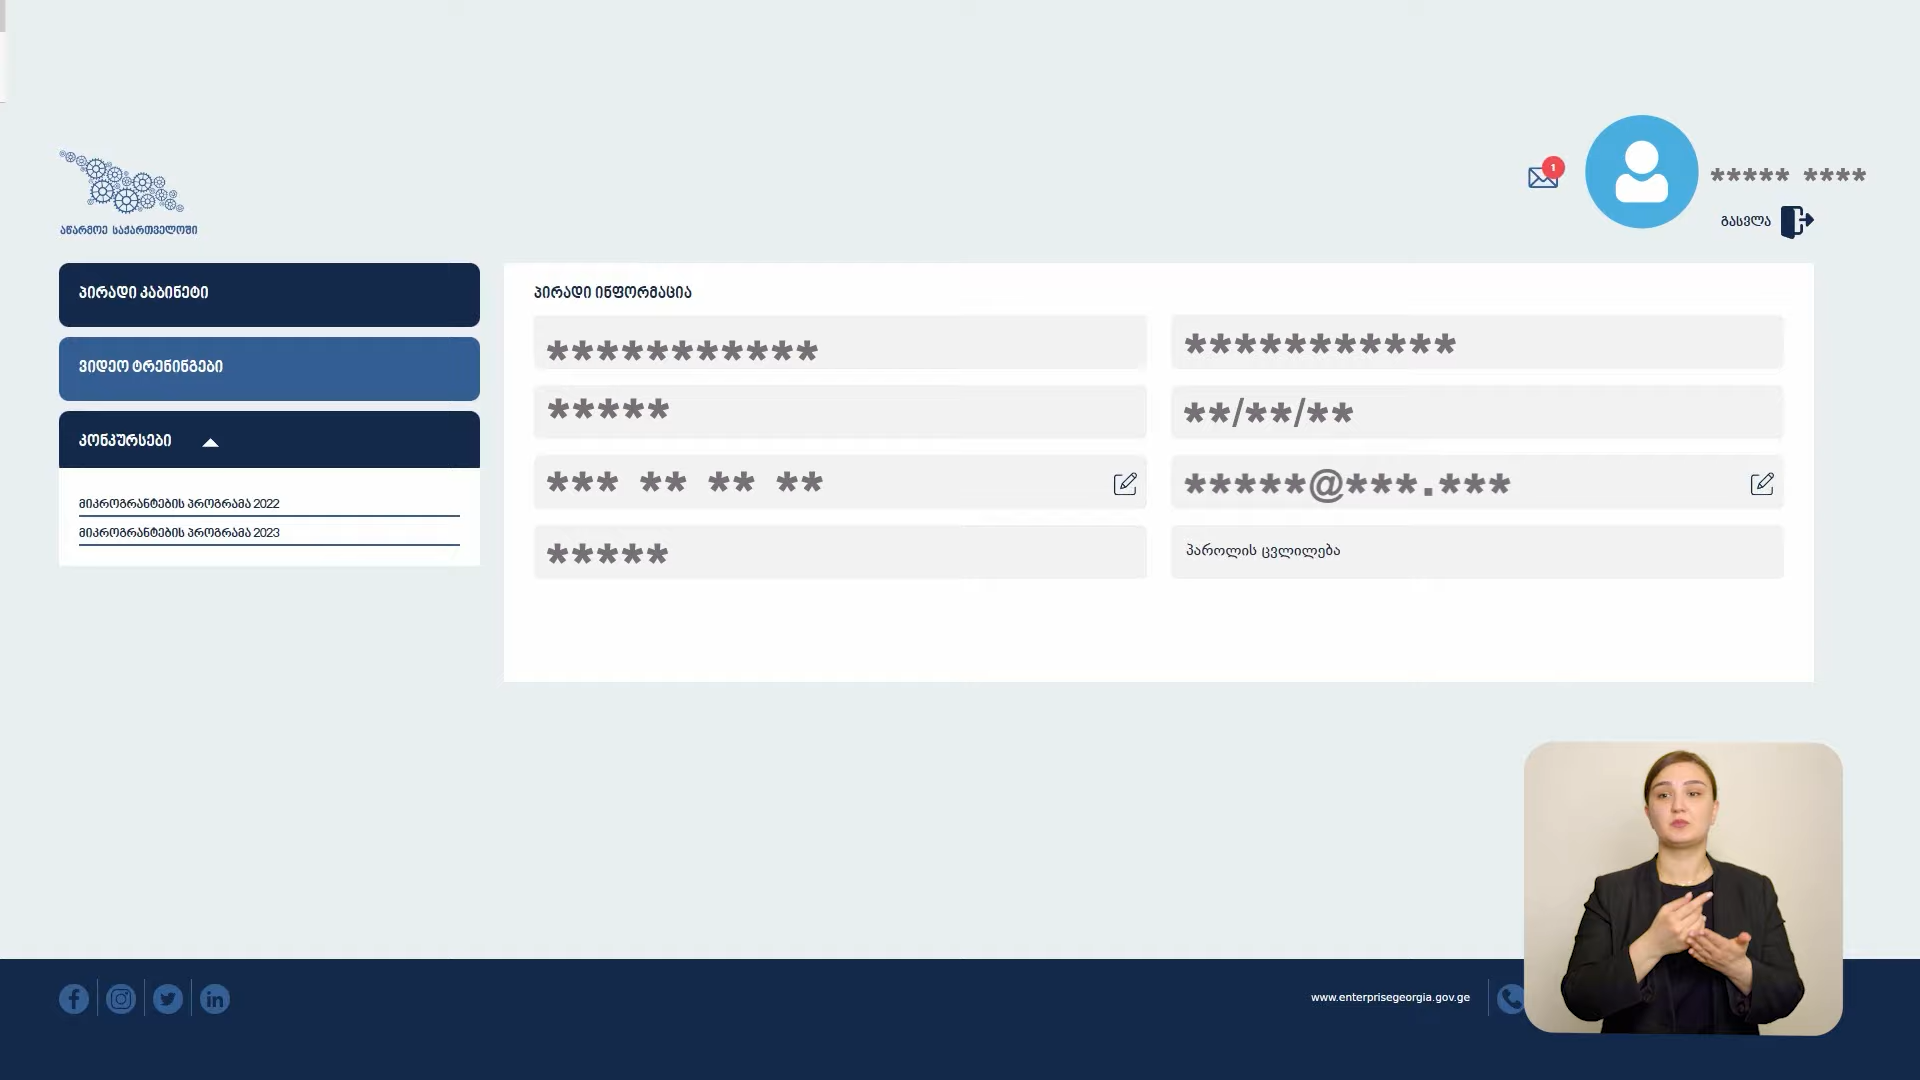 1
***** ****
გასვლა
აწარმოე საქართველოში
პირადი კაბინეტი
ვიდეო ტრენინგები
კონკურსები
მიკროგრანტების პროგრამა 2022
მიკროგრანტების პროგრამა 2023
პირადი ინფორმაცია
***********
***********
*****
**/**/**
*** ** ** **
*****@***.***
*****
პაროლის ცვლილება
www.enterprisegeorgia.gov.ge